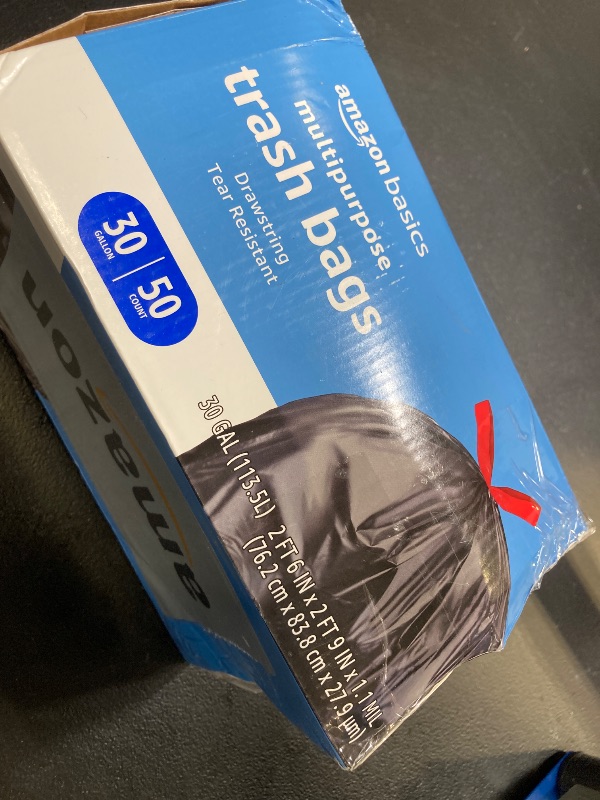 amazon basics
multipurpose
trash bags
Drawstring
Tear Resistant
30 | 50
GALLON COUNT
30 GAL (113.5L) 2 FT 6 IN x 2 FT 9 IN x 1.1 MIL
(76.2 cm x 83.8 cm x 27.9 µm)
amazon